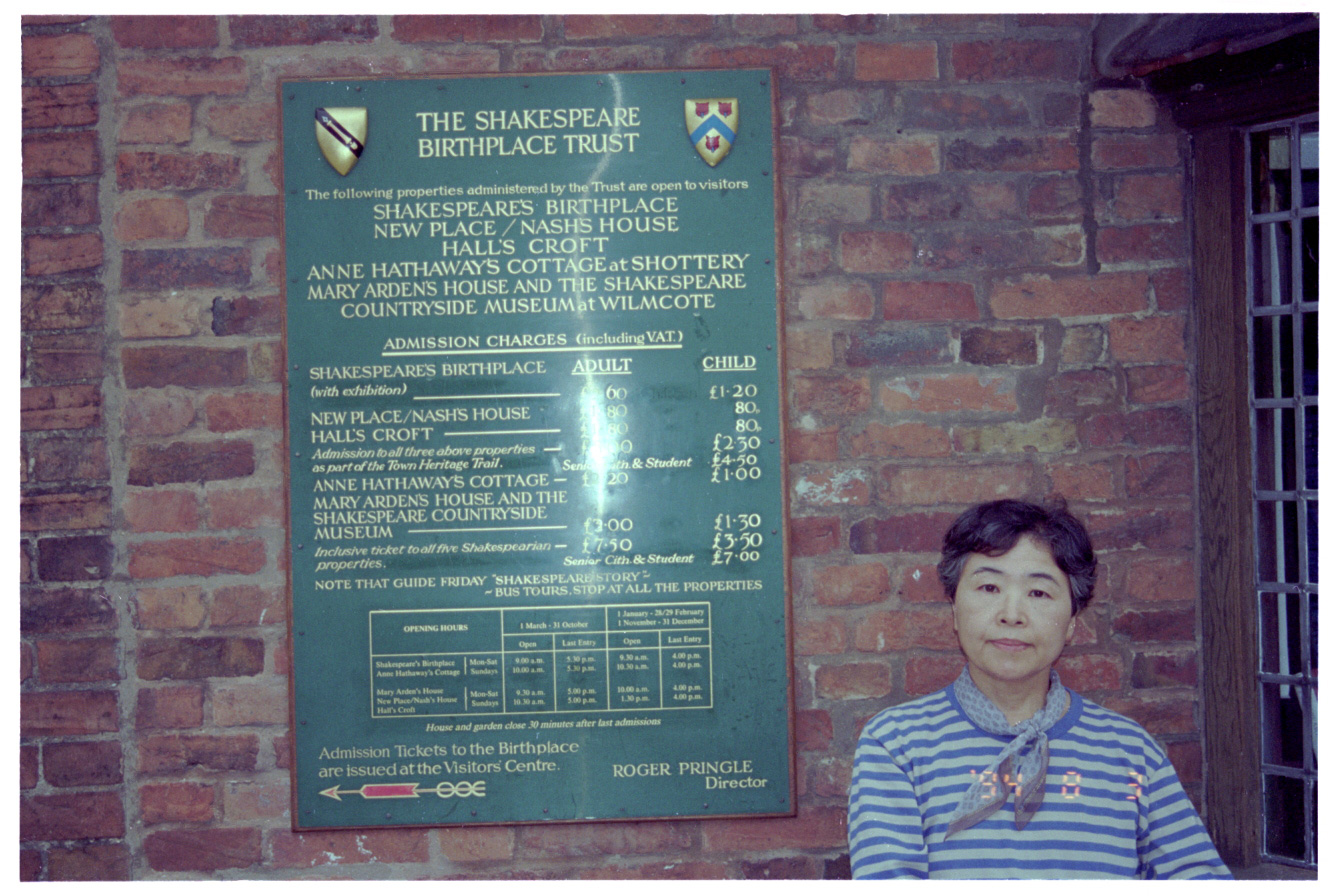 THE SHAKESPEARE
BIRTHPLACE TRUST
The following properties administered by the Trust are open to visitors
SHAKESPEARE'S BIRTHPLACE
NEW PLACE / NASH'S HOUSE
HALL'S CROFT
ANNE HATHAWAY'S COTTAGE at SHOTTERY
MARY ARDEN'S HOUSE AND THE SHAKESPEARE
COUNTRYSIDE MUSEUM at WILMCOTE
ADMISSION CHARGES (including VAT.)
SHAKESPEARE'S BIRTHPLACE ADULT CHILD
(with exhibition) £1·20
NEW PLACE/NASH'S HOUSE 80p
HALL'S CROFT 80p
Admission to all three above properties £2·30
as part of the Town Heritage Trail. & Student £4·50
ANNE HATHAWAY'S COTTAGE £1·00
MARY ARDEN'S HOUSE AND THE
SHAKESPEARE COUNTRYSIDE
MUSEUM £3·00 £1·30
Inclusive ticket to all five Shakespearian £7·50 £3·50
properties. Senior Citn. & Student £7·00
NOTE THAT GUIDE FRIDAY "SHAKESPEARE STORY"~
~ BUS TOURS, STOP AT ALL THE PROPERTIES
OPENING HOURS 1 March - 31 October 1 January - 28/29 February
1 November - 31 December
Open Last Entry Open Last Entry
Shakespeare's Birthplace Mon-Sat 9.00 a.m. 5.30 p.m. 9.30 a.m. 4.00 p.m.
Anne Hathaway's Cottage Sundays 10.00 a.m. 5.30 p.m. 10.30 a.m. 4.00 p.m.
Mary Arden's House Mon-Sat 9.30 a.m. 5.00 p.m. 10.00 a.m. 4.00 p.m.
New Place/Nash's House Sundays 10.30 a.m. 5.00 p.m. 1.30 p.m. 4.00 p.m.
Hall's Croft
House and garden close 30 minutes after last admissions
Admission Tickets to the Birthplace
are issued at the Visitors' Centre.
ROGER PRINGLE
Director
'94 8 3